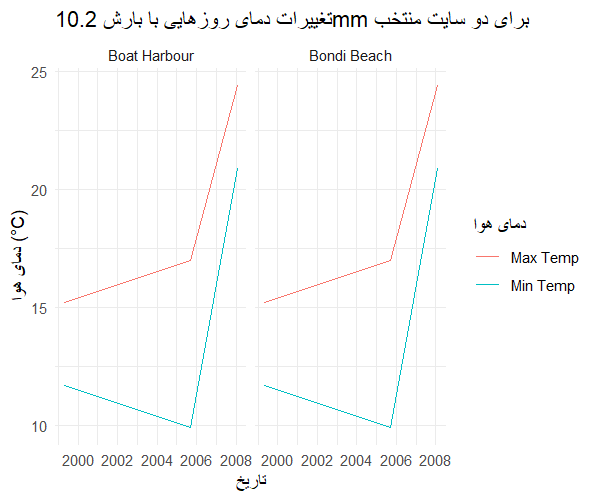 تغییرات دمای روزهایی با بارش 10.2mm برای دو سایت منتخب
Boat Harbour
Bondi Beach
25
20
15
10
دمای هوا (°C)
2000 2002 2004 2006 2008
2000 2002 2004 2006 2008
تاریخ
دمای هوا
Max Temp
Min Temp